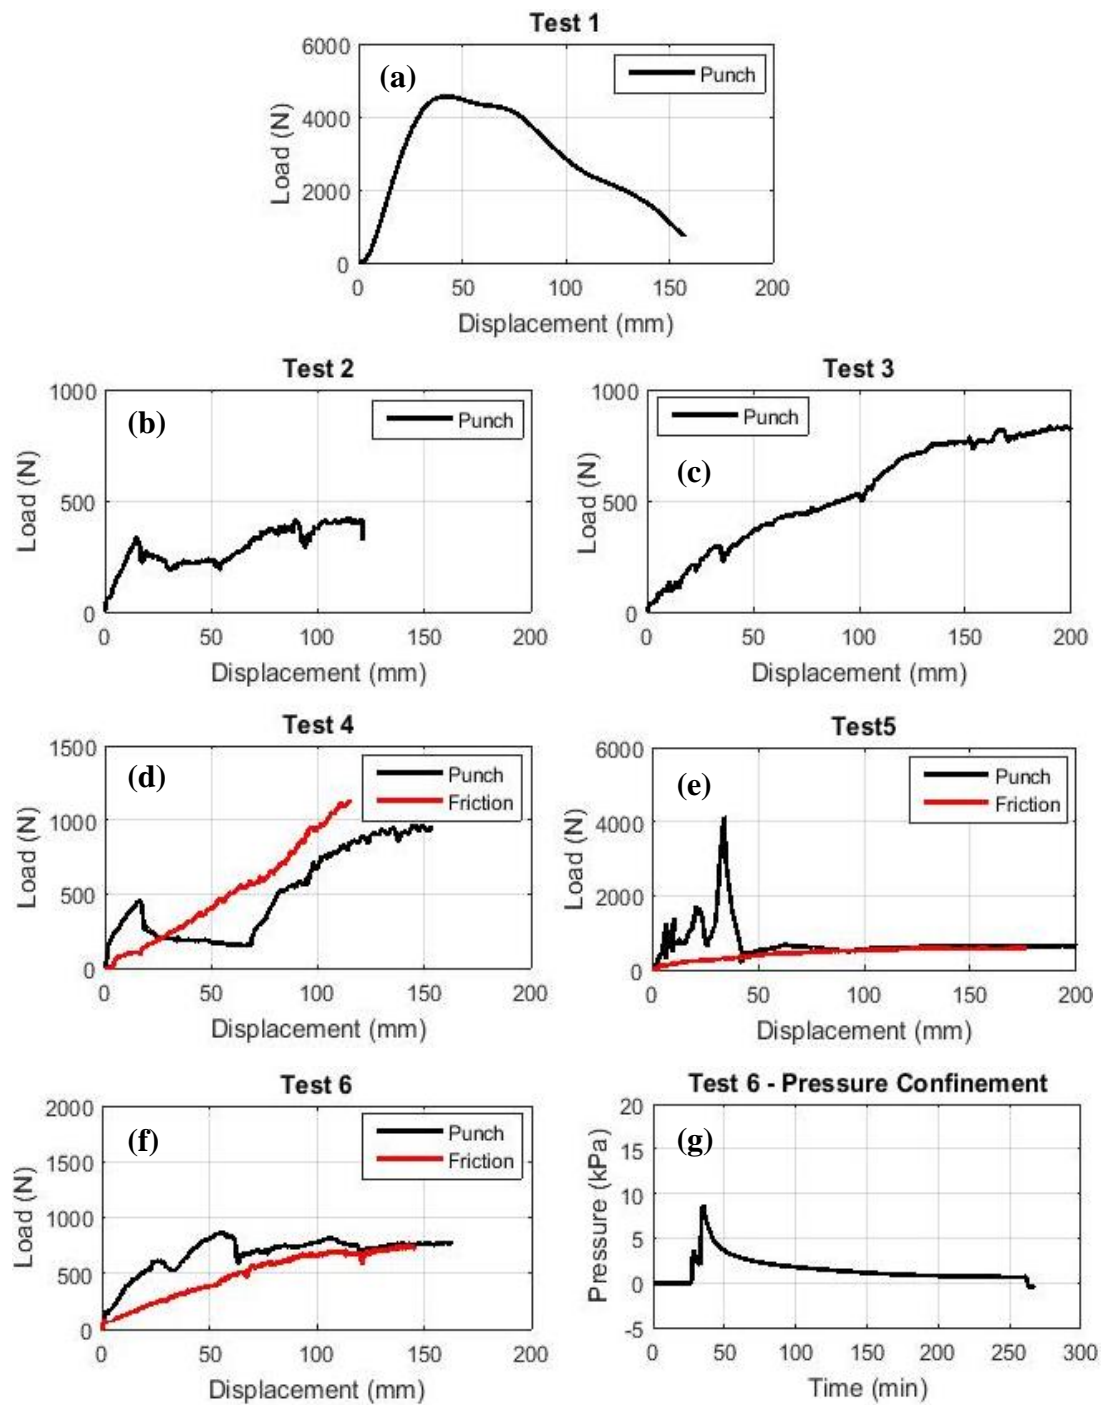 Test 1
(a)
Punch
6000
4000
2000
0
Load (N)
0 50 100 150 200
Displacement (mm)
Test 2
(b)
Punch
1000
500
0
Load (N)
0 50 100 150 200
Displacement (mm)
Test 3
Punch
(c)
1000
500
0
Load (N)
0 50 100 150 200
Displacement (mm)
Test 4
(d)
Punch
Friction
1500
1000
500
0
Load (N)
0 50 100 150 200
Displacement (mm)
Test5
(e)
Punch
Friction
6000
4000
2000
0
Load (N)
0 50 100 150 200
Displacement (mm)
Test 6
(f)
Punch
Friction
2000
1500
1000
500
0
Load (N)
0 50 100 150 200
Displacement (mm)
Test 6 - Pressure Confinement
(g)
20
15
10
5
0
-5
Pressure (kPa)
0 50 100 150 200 250 300
Time (min)